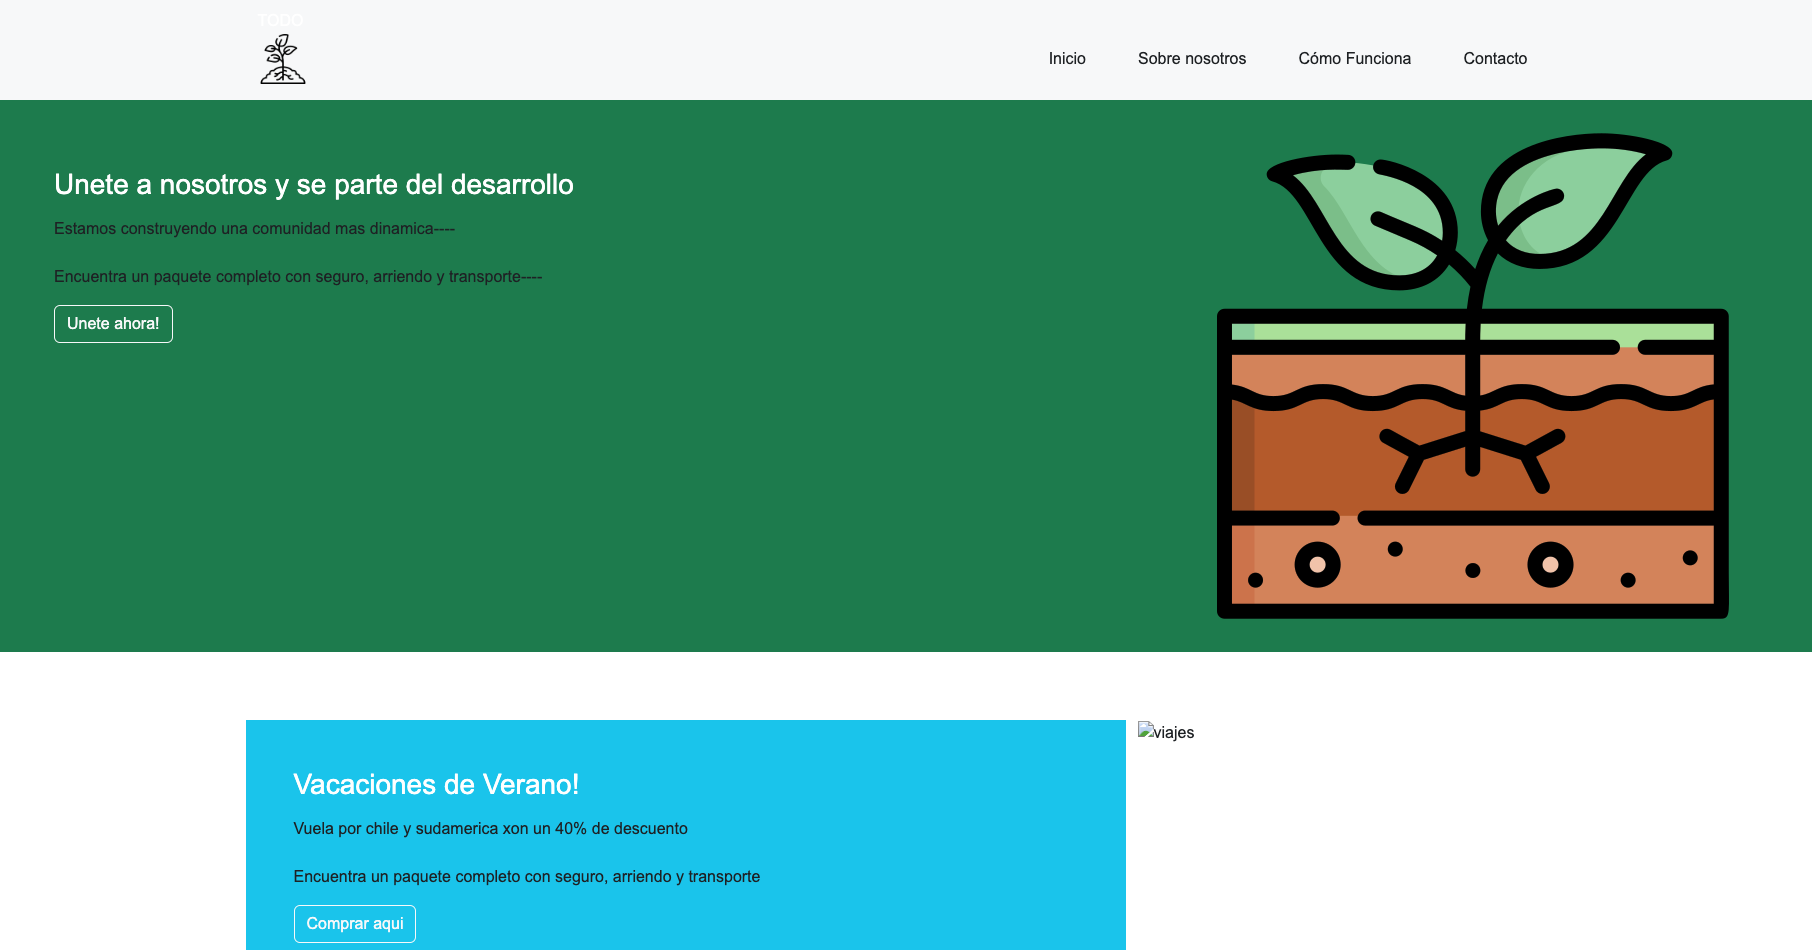 TODO
Inicio
Sobre nosotros
Cómo Funciona
Contacto
Unete a nosotros y se parte del desarrollo
Estamos construyendo una comunidad mas dinamica----
Encuentra un paquete completo con seguro, arriendo y transporte----
Unete ahora!
viajes
Vacaciones de Verano!
Vuela por chile y sudamerica xon un 40% de descuento
Encuentra un paquete completo con seguro, arriendo y transporte
Comprar aqui